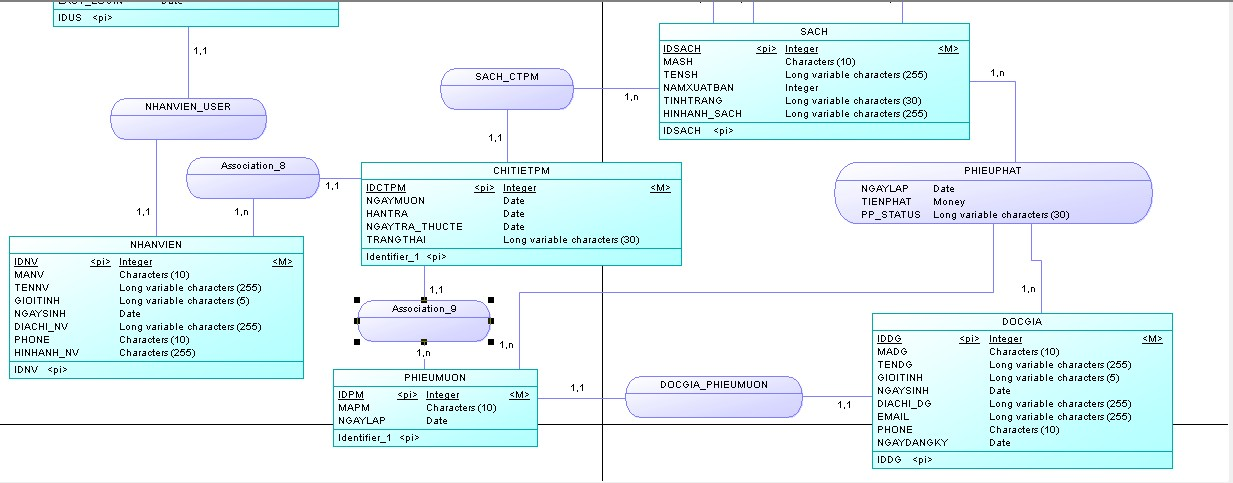 LAST_LOGIN Date
IDUS <pi>
1,1
NHANVIEN_USER
1,1
Association_8
1,1
1,n
NHANVIEN
IDNV <pi> Integer <M>
MANV Characters (10)
TENNV Long variable characters (255)
GIOITINH Long variable characters (5)
NGAYSINH Date
DIACHI_NV Long variable characters (255)
PHONE Characters (10)
HINHANH_NV Characters (255)
IDNV <pi>
SACH_CTPM
1,n
1,1
SACH
IDSACH <pi> Integer <M>
MASH Characters (10)
TENSH Long variable characters (255)
NAMXUATBAN Integer
TINHTRANG Long variable characters (30)
HINHANH_SACH Long variable characters (255)
IDSACH <pi>
1,n
CHITIETPM
IDCTPM <pi> Integer <M>
NGAYMUON Date
HANTRA Date
NGAYTRA_THUCTE Date
TRANGTHAI Long variable characters (30)
Identifier_1 <pi>
1,1
Association_9
1,n
1,n
PHIEUPHAT
NGAYLAP Date
TIENPHAT Money
PP_STATUS Long variable characters (30)
1,n
PHIEUMUON
IDPM <pi> Integer <M>
MAPM Characters (10)
NGAYLAP Date
Identifier_1 <pi>
1,1
DOCGIA_PHIEUMUON
1,1
DOCGIA
IDDG <pi> Integer <M>
MADG Characters (10)
TENDG Long variable characters (255)
GIOITINH Long variable characters (5)
NGAYSINH Date
DIACHI_DG Long variable characters (255)
EMAIL Long variable characters (255)
PHONE Characters (10)
NGAYDANGKY Date
IDDG <pi>